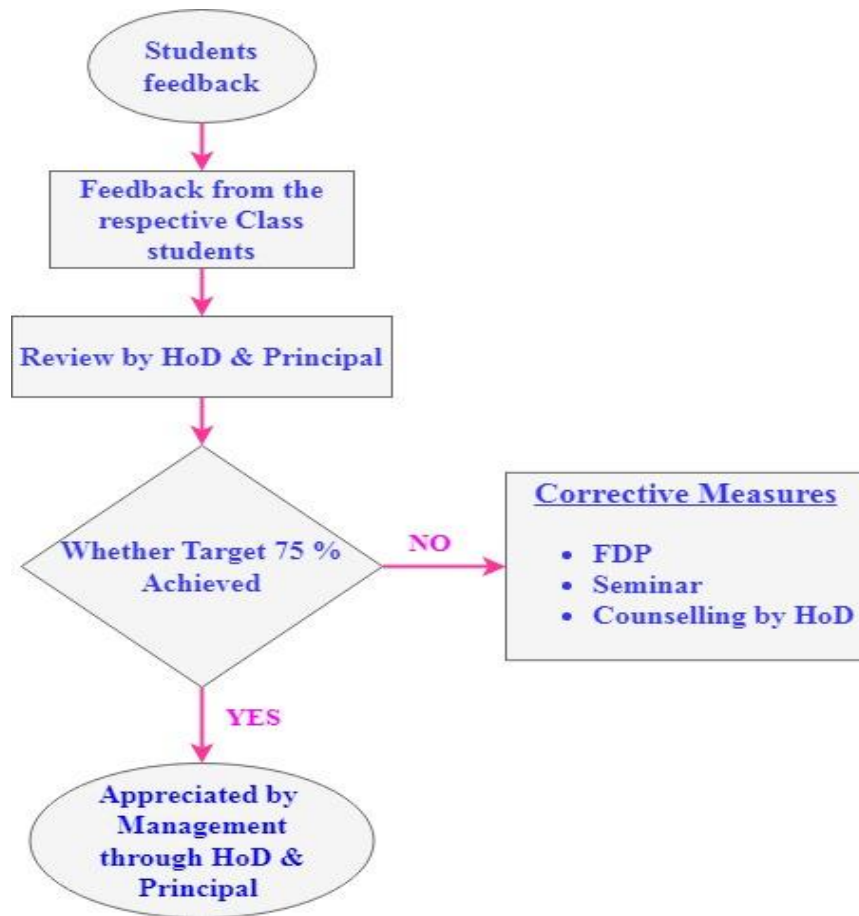 Students
feedback
Feedback from the
respective Class
students
Review by HoD & Principal
Whether Target 75 %
Achieved
NO
Corrective Measures
• FDP
• Seminar
• Counselling by HoD
YES
Appreciated by
Management
through HoD &
Principal